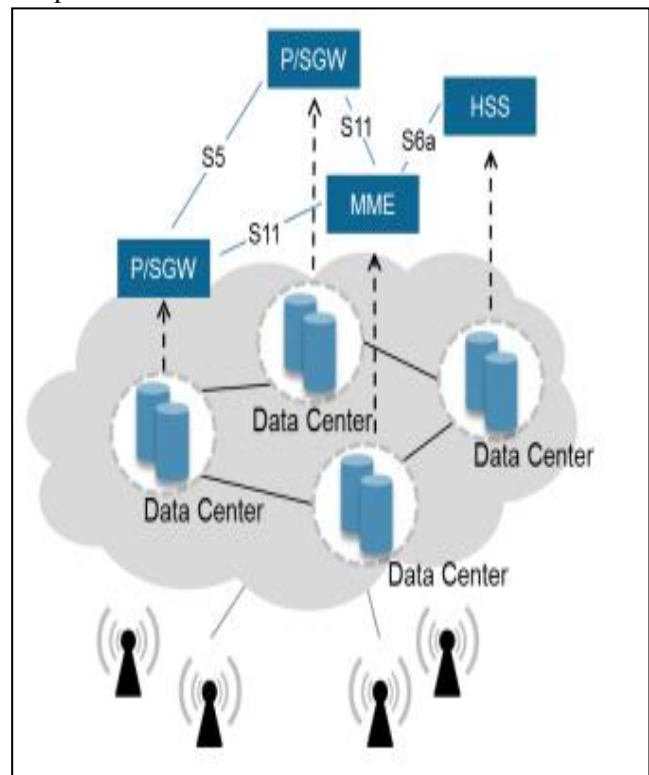 P/SGW
HSS
S11
S6a
S5
MME
S11
P/SGW
Data Center
Data Center
Data Center
Data Center